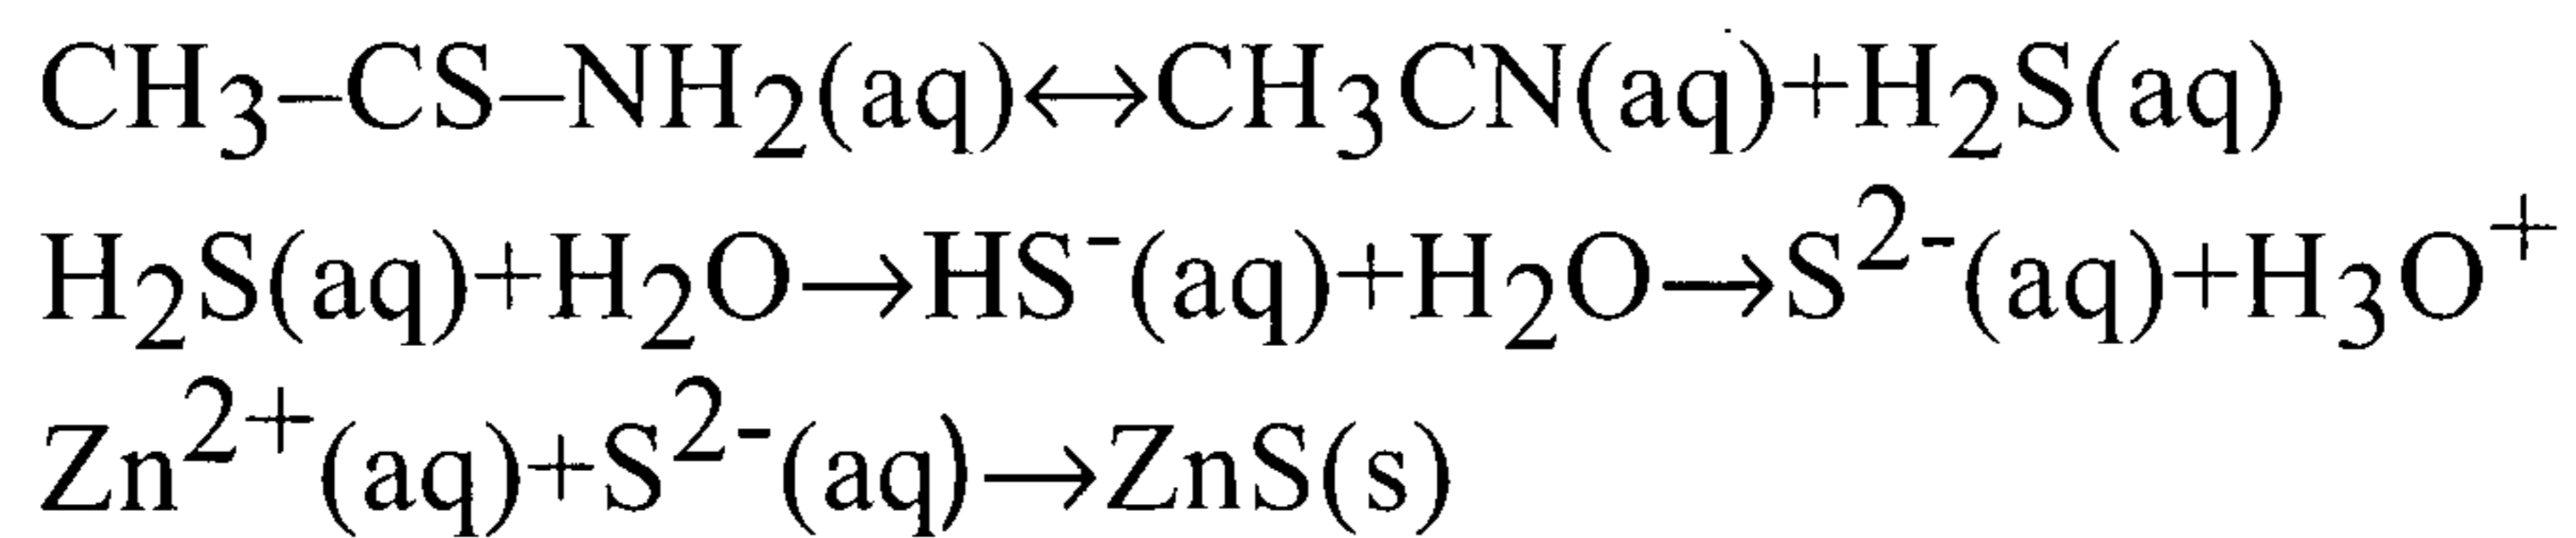 CH₃–CS–NH₂(aq)↔CH₃CN(aq)+H₂S(aq)
H₂S(aq)+H₂O→HS⁻(aq)+H₂O→S²⁻(aq)+H₃O⁺
Zn²⁺(aq)+S²⁻(aq)→ZnS(s)